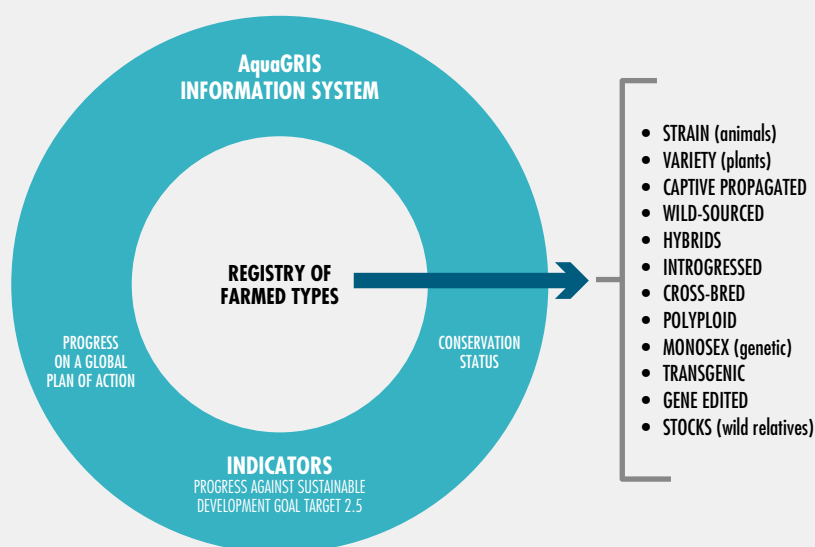 AquaGRIS
INFORMATION SYSTEM
REGISTRY OF
FARMED TYPES
PROGRESS
ON A GLOBAL
PLAN OF ACTION
CONSERVATION
STATUS
INDICATORS
PROGRESS AGAINST SUSTAINABLE
DEVELOPMENT GOAL TARGET 2.5
• STRAIN (animals)
• VARIETY (plants)
• CAPTIVE PROPAGATED
• WILD-SOURCED
• HYBRIDS
• INTROGRESSED
• CROSS-BRED
• POLYPLOID
• MONOSEX (genetic)
• TRANSGENIC
• GENE EDITED
• STOCKS (wild relatives)